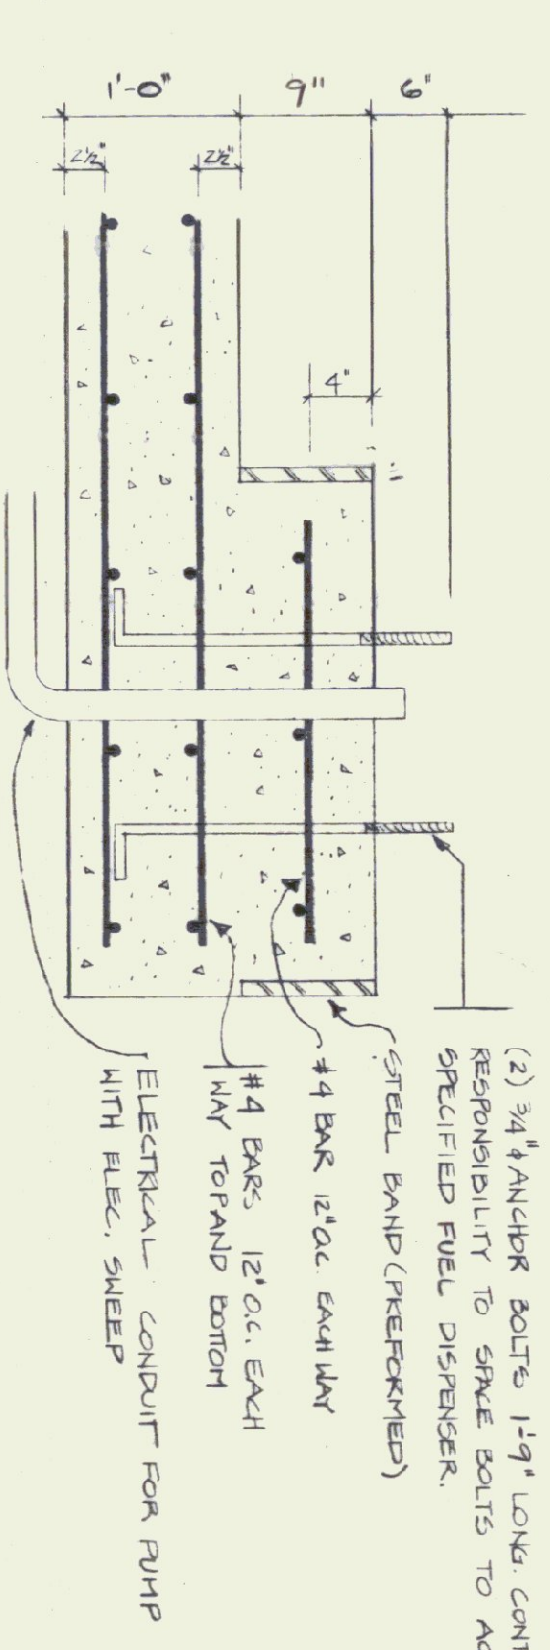 (2) 3/4"φ ANCHOR BOLTS 1'-9" LONG. CONT
RESPONSIBILITY TO SPACE BOLTS TO AC
SPECIFIED FUEL DISPENSER.
STEEL BAND (PREFORMED)
#4 BAR 12" O.C. EACH WAY
#4 BARS 12" O.C. EACH
WAY TOP AND BOTTOM
ELECTRICAL CONDUIT FOR PUMP
WITH ELEC. SWEEP
6"
9"
1'-0"
4"
2½"
2½"